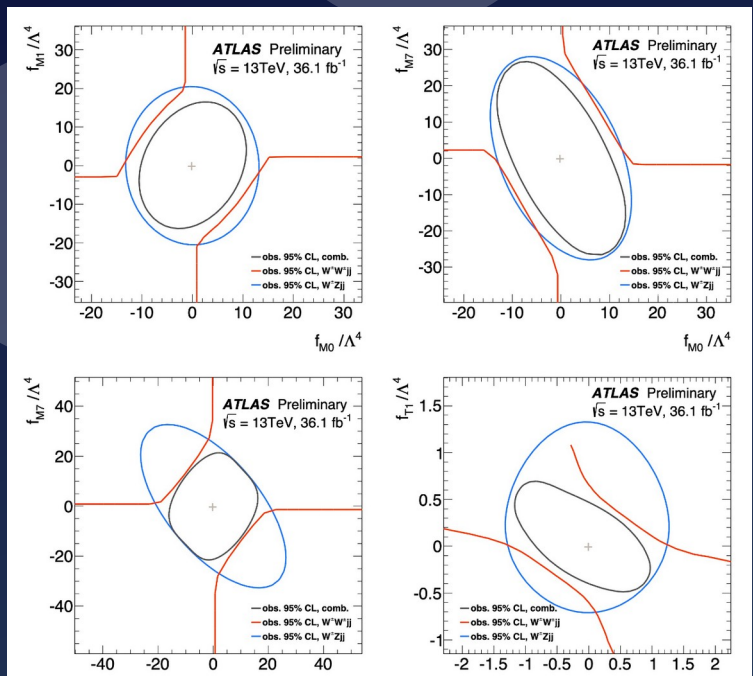 f_M1 /Λ⁴
30
20
10
0
-10
-20
-30
-20 -10 0 10 20 30
f_M0 /Λ⁴
ATLAS Preliminary
√s = 13TeV, 36.1 fb⁻¹
obs. 95% CL, comb.
obs. 95% CL, W⁺W⁺jj
obs. 95% CL, W⁺Zjj
f_M7 /Λ⁴
30
20
10
0
-10
-20
-30
-20 -10 0 10 20 30
f_M0 /Λ⁴
ATLAS Preliminary
√s = 13TeV, 36.1 fb⁻¹
obs. 95% CL, comb.
obs. 95% CL, W⁺W⁺jj
obs. 95% CL, W⁺Zjj
f_M7 /Λ⁴
40
20
0
-20
-40
-40 -20 0 20 40
ATLAS Preliminary
√s = 13TeV, 36.1 fb⁻¹
obs. 95% CL, comb.
obs. 95% CL, W±W±jj
obs. 95% CL, W±Zjj
f_T1 /Λ⁴
1.5
1
0.5
0
-0.5
-1
-2 -1.5 -1 -0.5 0 0.5 1 1.5 2
ATLAS Preliminary
√s = 13TeV, 36.1 fb⁻¹
obs. 95% CL, comb.
obs. 95% CL, W±W±jj
obs. 95% CL, W±Zjj